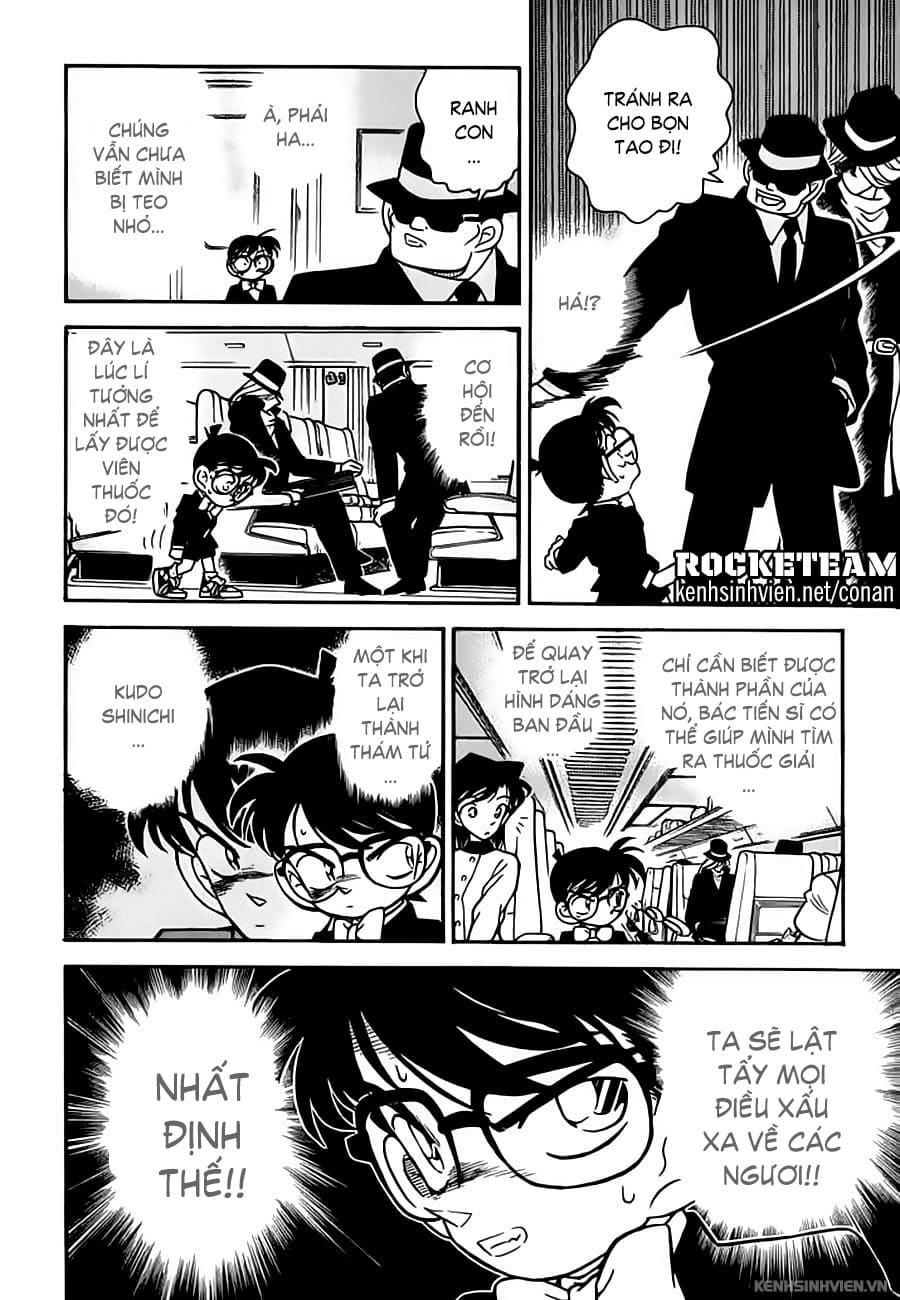 TRÁNH RA
CHO BỌN
TAO ĐI!
HẢ!?
RANH
CON
...
À, PHẢI
HA...
CHÚNG
VẪN CHƯA
BIẾT MÌNH
BỊ TEO
NHỎ...
CƠ
HỘI
ĐẾN
RỒI!
ĐÂY LÀ
LÚC LÍ
TƯỞNG
NHẤT ĐỂ
LẤY ĐƯỢC
VIÊN
THUỐC
ĐÓ!
ROCKETEAM
kenhsinhvien.net/conan
CHỈ CẦN BIẾT ĐƯỢC
THÀNH PHẦN CỦA
NÓ, BÁC TIẾN SĨ CÓ
THỂ GIÚP MÌNH TÌM
RA THUỐC GIẢI
...
ĐỂ QUAY
TRỞ LẠI
HÌNH DÁNG
BAN ĐẦU
...
MỘT KHI
TA TRỞ
LẠI
THÀNH
THÁM TỬ
...
KUDO
SHINICHI
...
TA SẼ LẬT
TẨY MỌI
ĐIỀU XẤU
XA VỀ CÁC
NGƯƠI!!
NHẤT
ĐỊNH
THẾ!!
KENHSINHVIEN.VN